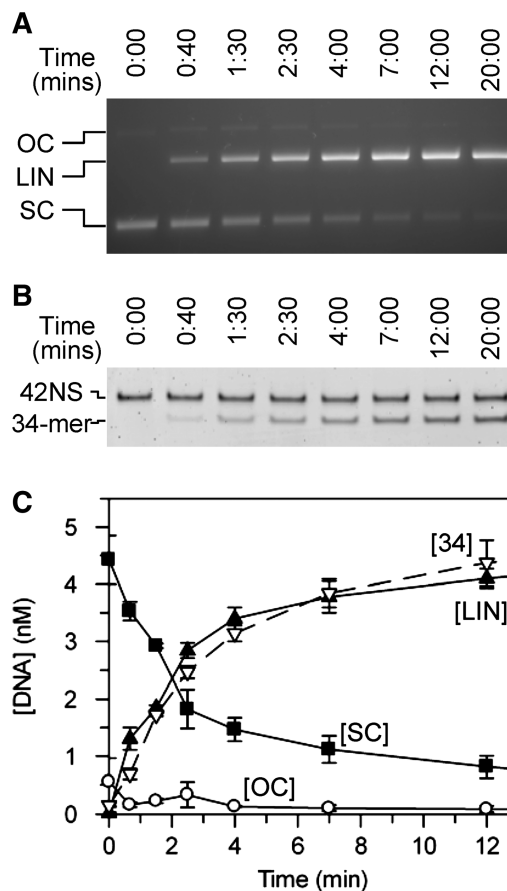 A
Time (mins) 0:00 0:40 1:30 2:30 4:00 7:00 12:00 20:00
OC
LIN
SC
B
Time (mins) 0:00 0:40 1:30 2:30 4:00 7:00 12:00 20:00
42NS
34-mer
C
[DNA] (nM)
5
4
3
2
1
0
[34]
[LIN]
[SC]
[OC]
0 2 4 6 8 10 12
Time (min)